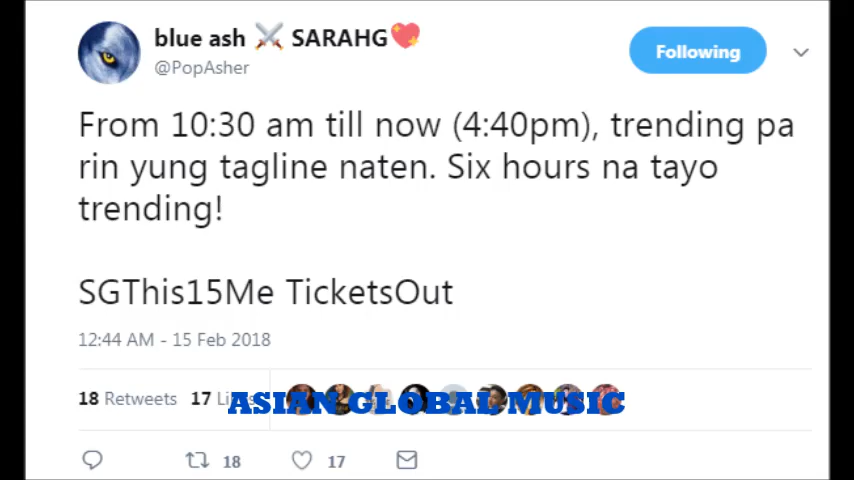 blue ash ⚔ SARAHG💖
@PopAsher
Following
From 10:30 am till now (4:40pm), trending pa
rin yung tagline naten. Six hours na tayo
trending!
SGThis15Me TicketsOut
12:44 AM - 15 Feb 2018
18 Retweets 17
ASIAN GLOBAL MUSIC
18 17